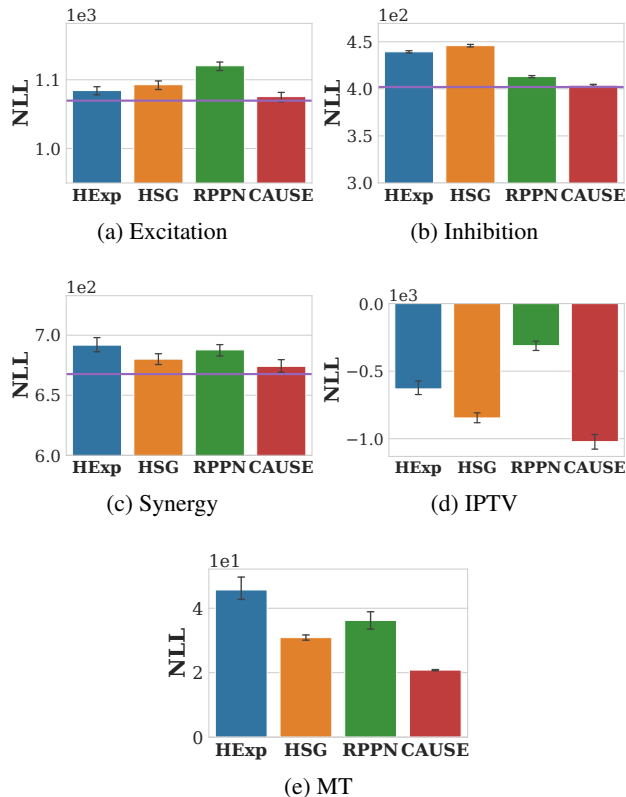 1e3
NLL
1.1
1.0
HExp HSG RPPN CAUSE
(a) Excitation
1e2
NLL
4.5
4.0
3.5
3.0
HExp HSG RPPN CAUSE
(b) Inhibition
1e2
NLL
7.0
6.5
6.0
HExp HSG RPPN CAUSE
(c) Synergy
1e3
NLL
0.0
−0.5
−1.0
HExp HSG RPPN CAUSE
(d) IPTV
1e1
NLL
4
2
0
HExp HSG RPPN CAUSE
(e) MT